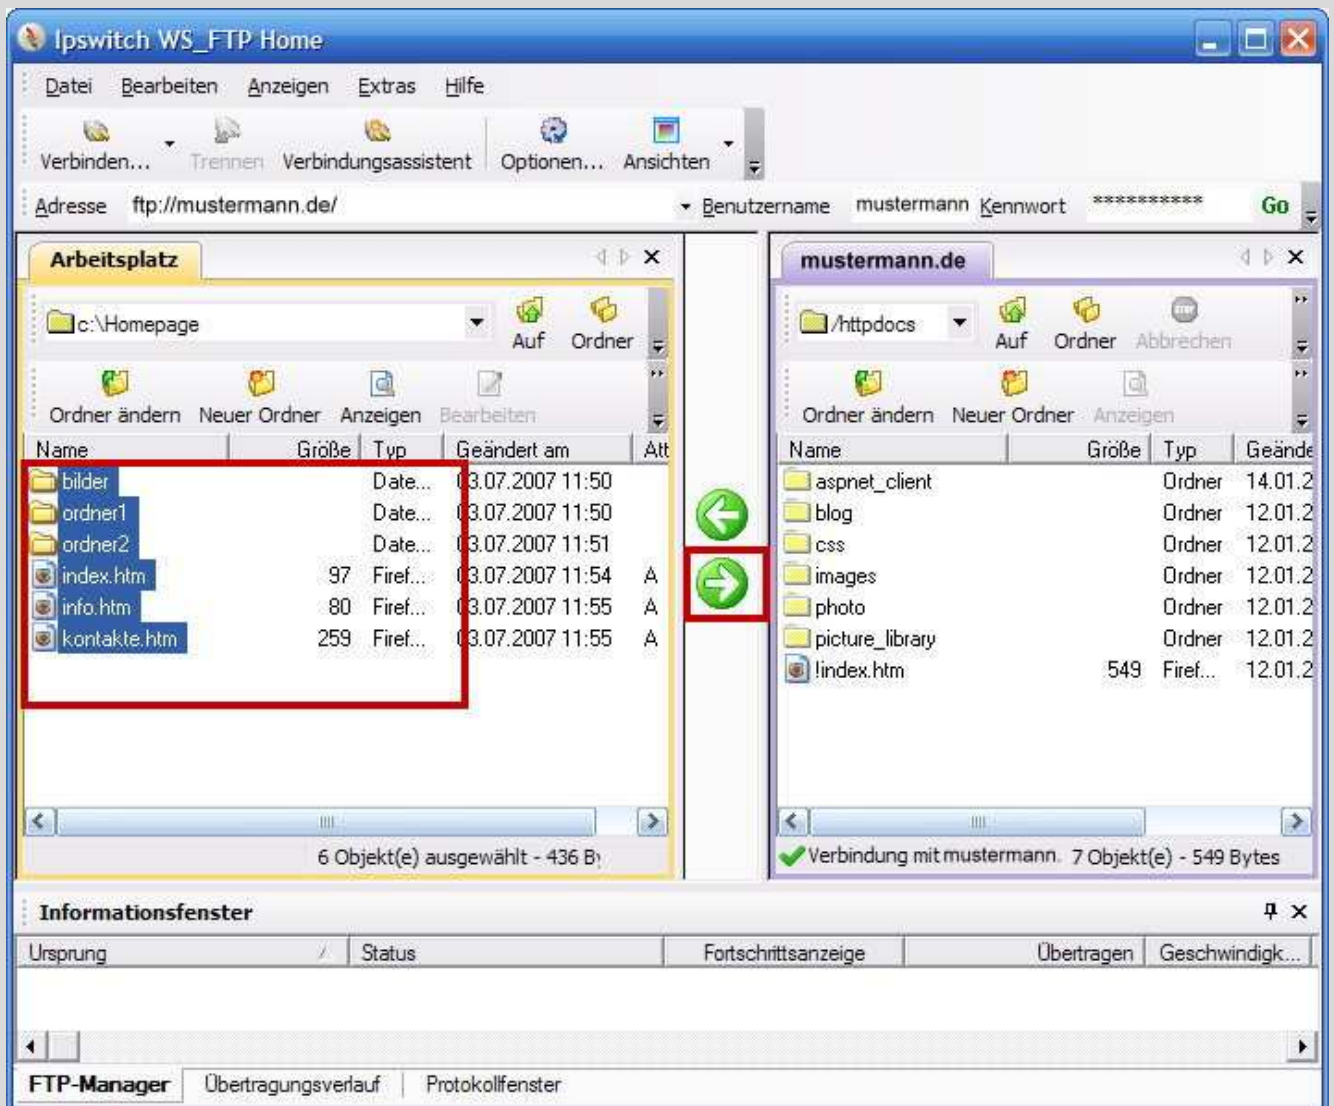 Ipswitch WS_FTP Home
Datei Bearbeiten Anzeigen Extras Hilfe
Verbinden... Trennen Verbindungsassistent Optionen... Ansichten
Adresse ftp://mustermann.de/ Benutzername mustermann Kennwort ********** Go
Arbeitsplatz
c:\Homepage Auf Ordner
Ordner ändern Neuer Ordner Anzeigen Bearbeiten
Name Größe Typ Geändert am Att
bilder Date... 03.07.2007 11:50
ordner1 Date... 03.07.2007 11:50
ordner2 Date... 03.07.2007 11:51
index.htm 97 Firef... 03.07.2007 11:54 A
info.htm 80 Firef... 03.07.2007 11:55 A
kontakte.htm 259 Firef... 03.07.2007 11:55 A
6 Objekt(e) ausgewählt - 436 By
mustermann.de
/httpdocs Auf Ordner Abbrechen
Ordner ändern Neuer Ordner Anzeigen
Name Größe Typ Geände
aspnet_client Ordner 14.01.2
blog Ordner 12.01.2
css Ordner 12.01.2
images Ordner 12.01.2
photo Ordner 12.01.2
picture_library Ordner 12.01.2
!index.htm 549 Firef... 12.01.2
Verbindung mit mustermann. 7 Objekt(e) - 549 Bytes
Informationsfenster
Ursprung Status Fortschrittsanzeige Übertragen Geschwindigk...
FTP-Manager Übertragungsverlauf Protokollfenster